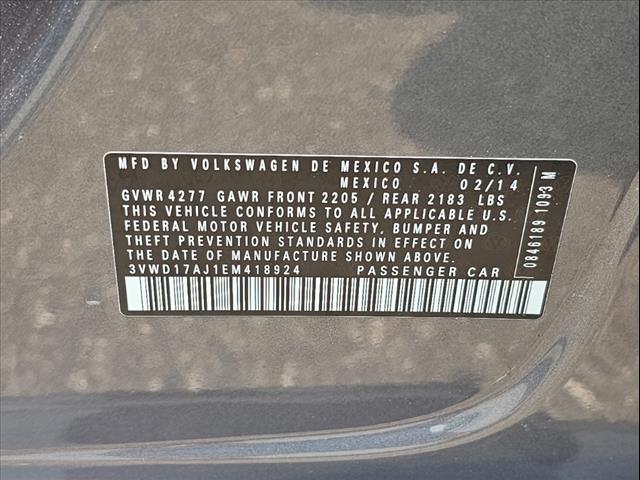 MFD BY VOLKSWAGEN DE MEXICO S.A. DE C.V.
MEXICO 02/14
GVWR 4277 GAWR FRONT 2205 / REAR 2183 LBS
THIS VEHICLE CONFORMS TO ALL APPLICABLE U.S.
FEDERAL MOTOR VEHICLE SAFETY, BUMPER AND
THEFT PREVENTION STANDARDS IN EFFECT ON
THE DATE OF MANUFACTURE SHOWN ABOVE.
3VWD17AJ1EM418924 PASSENGER CAR
0846189 1093 M